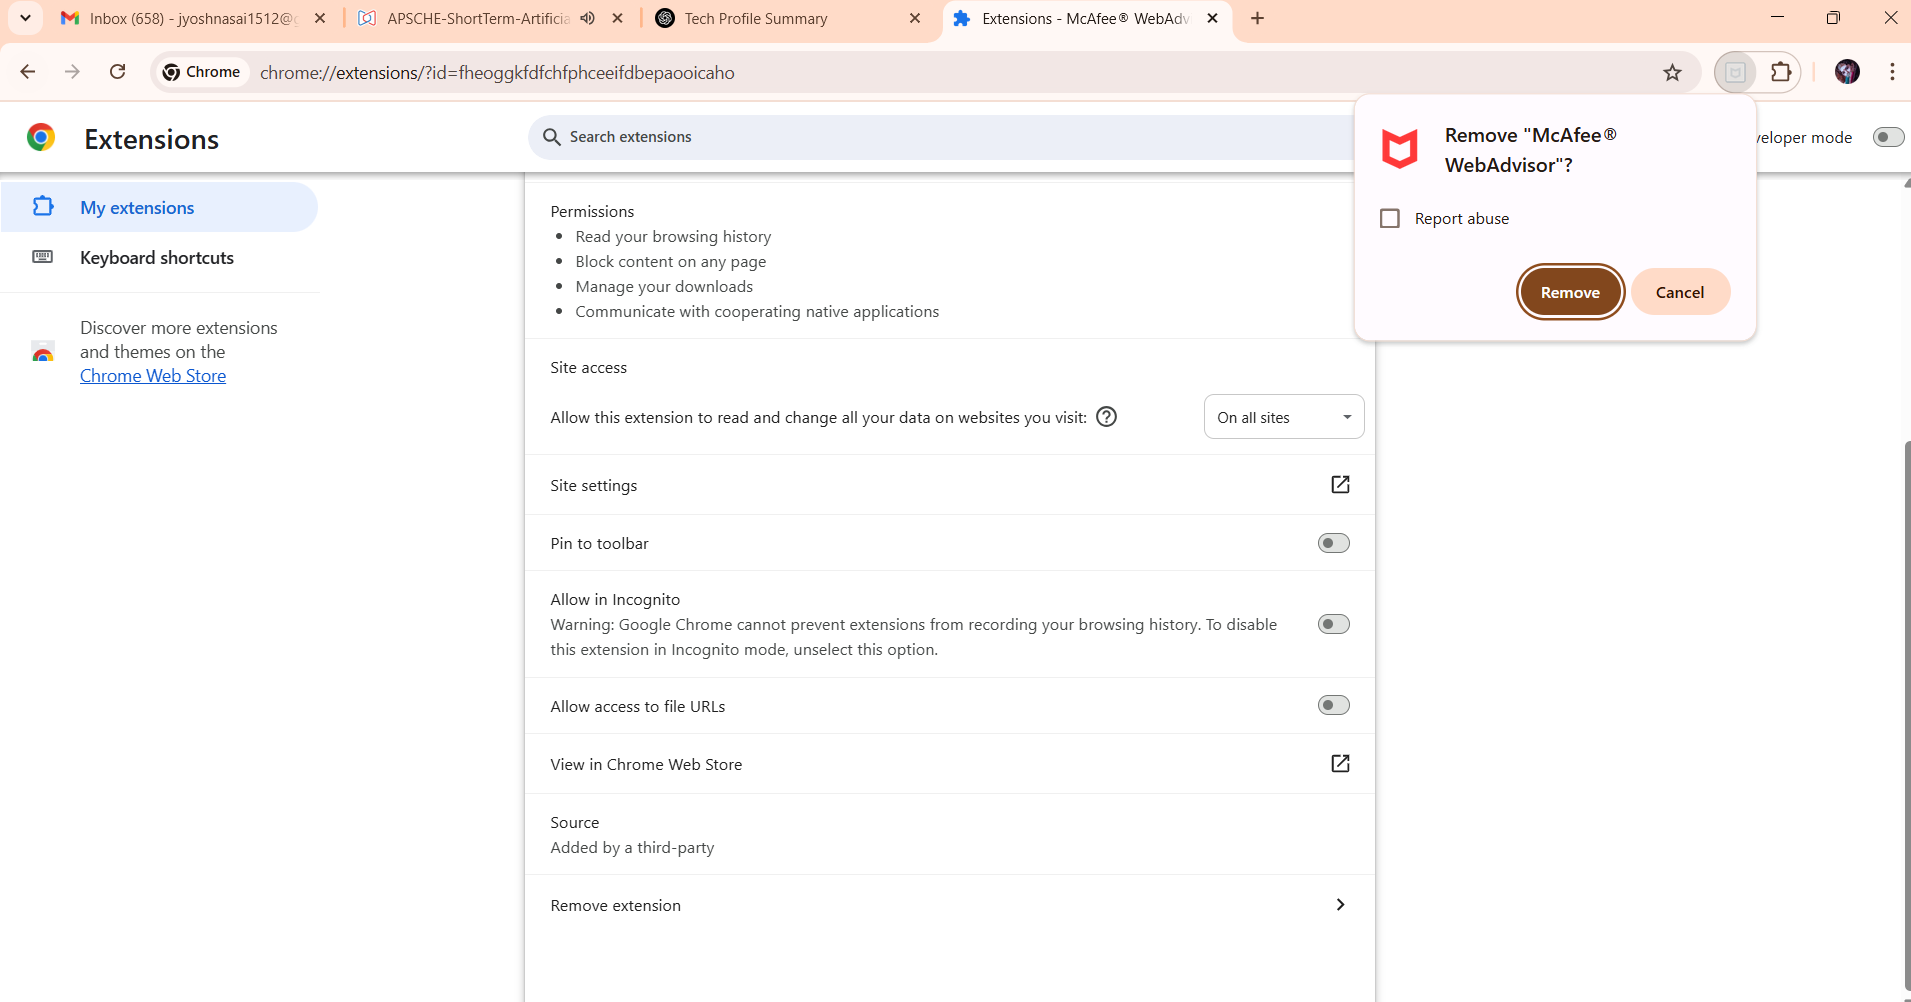 Inbox (658) - jyoshnasai1512@g
APSCHE-ShortTerm-Artificia
Tech Profile Summary
Extensions - McAfee® WebAdv
Chrome
chrome://extensions/?id=fheoggkfdfchfphceeifdbepaooicaho
Extensions
Search extensions
veloper mode
Remove "McAfee®
WebAdvisor"?
Report abuse
Remove
Cancel
My extensions
Keyboard shortcuts
Discover more extensions
and themes on the
Chrome Web Store
Permissions
• Read your browsing history
• Block content on any page
• Manage your downloads
• Communicate with cooperating native applications
Site access
Allow this extension to read and change all your data on websites you visit:
On all sites
Site settings
Pin to toolbar
Allow in Incognito
Warning: Google Chrome cannot prevent extensions from recording your browsing history. To disable
this extension in Incognito mode, unselect this option.
Allow access to file URLs
View in Chrome Web Store
Source
Added by a third-party
Remove extension